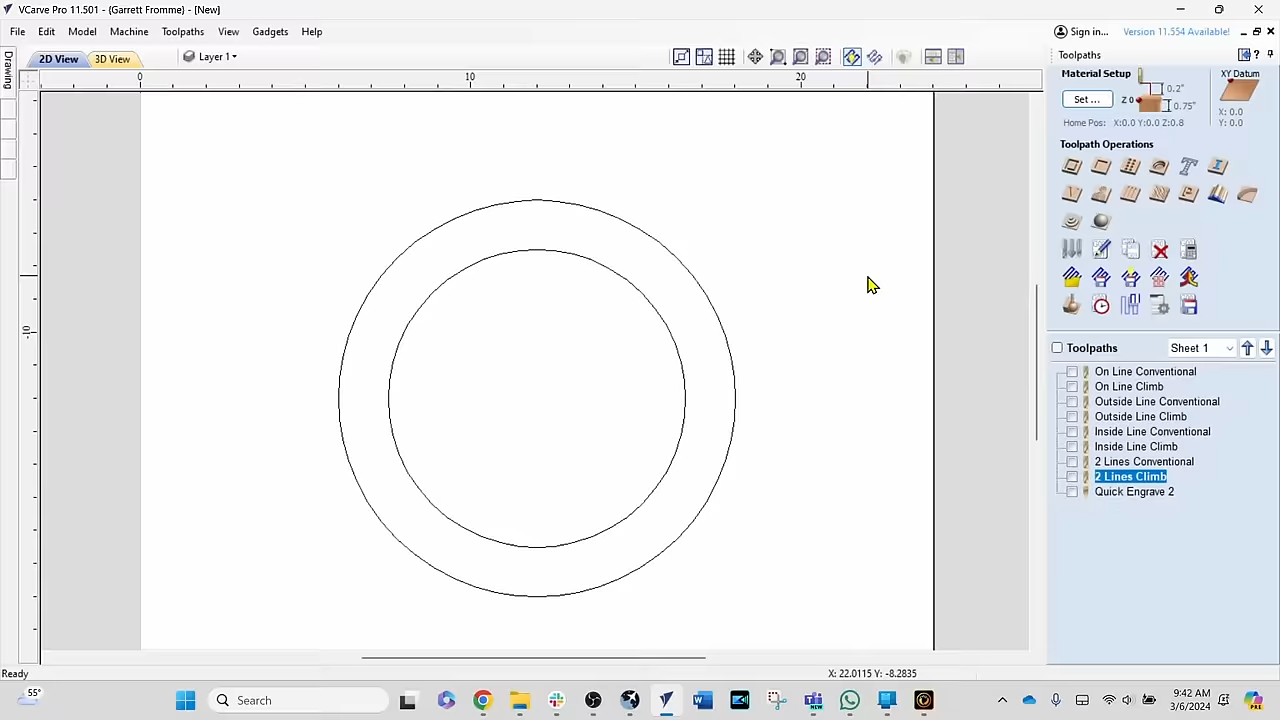 VCarve Pro 11.501 - {Garrett Fromme} - [New]
File Edit Model Machine Toolpaths View Gadgets Help
Sign in... Version 11.554 Available!
Drawing
2D View 3D View Layer 1
Toolpaths
0 10 20
-10
Material Setup
Set ...
Z 0
0.2"
0.75"
XY Datum
X: 0.0
Y: 0.0
Home Pos: X:0.0 Y:0.0 Z:0.8
Toolpath Operations
Toolpaths Sheet 1
On Line Conventional
On Line Climb
Outside Line Conventional
Outside Line Climb
Inside Line Conventional
Inside Line Climb
2 Lines Conventional
2 Lines Climb
Quick Engrave 2
Ready X: 22.0115 Y: -8.2835
55°
Search
9:42 AM
3/6/2024